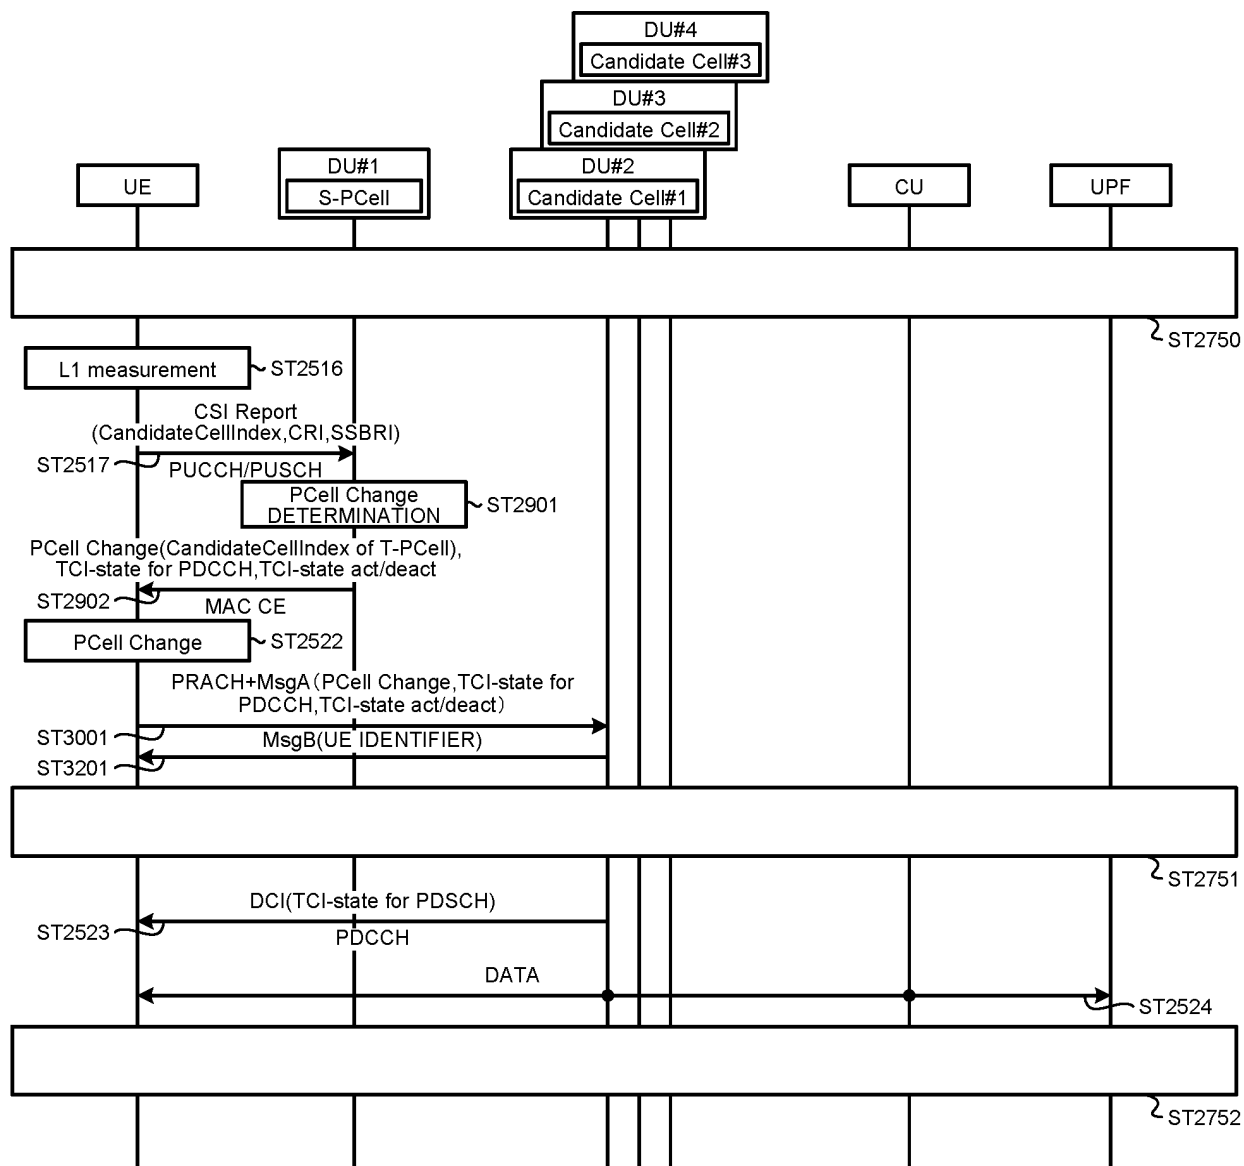 DU#4
Candidate Cell#3
DU#3
Candidate Cell#2
DU#1
DU#2
UE
S-PCell
Candidate Cell#1
CU
UPF
ST2750
L1 measurement
ST2516
CSI Report
(CandidateCellIndex,CRI,SSBRI)
ST2517
PUCCH/PUSCH
PCell Change
DETERMINATION
ST2901
PCell Change(CandidateCellIndex of T-PCell),
TCI-state for PDCCH,TCI-state act/deact
ST2902
MAC CE
PCell Change
ST2522
PRACH+MsgA(PCell Change,TCI-state for
PDCCH,TCI-state act/deact)
ST3001
MsgB(UE IDENTIFIER)
ST3201
ST2751
DCI(TCI-state for PDSCH)
ST2523
PDCCH
DATA
ST2524
ST2752